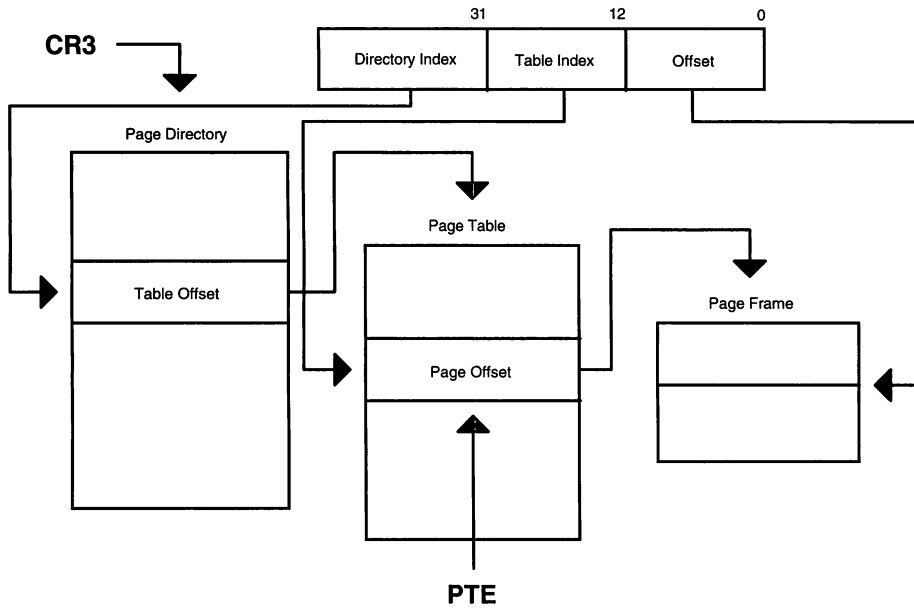 31 12 0
CR3
Directory Index Table Index Offset
Page Directory
Page Table
Table Offset
Page Frame
Page Offset
PTE